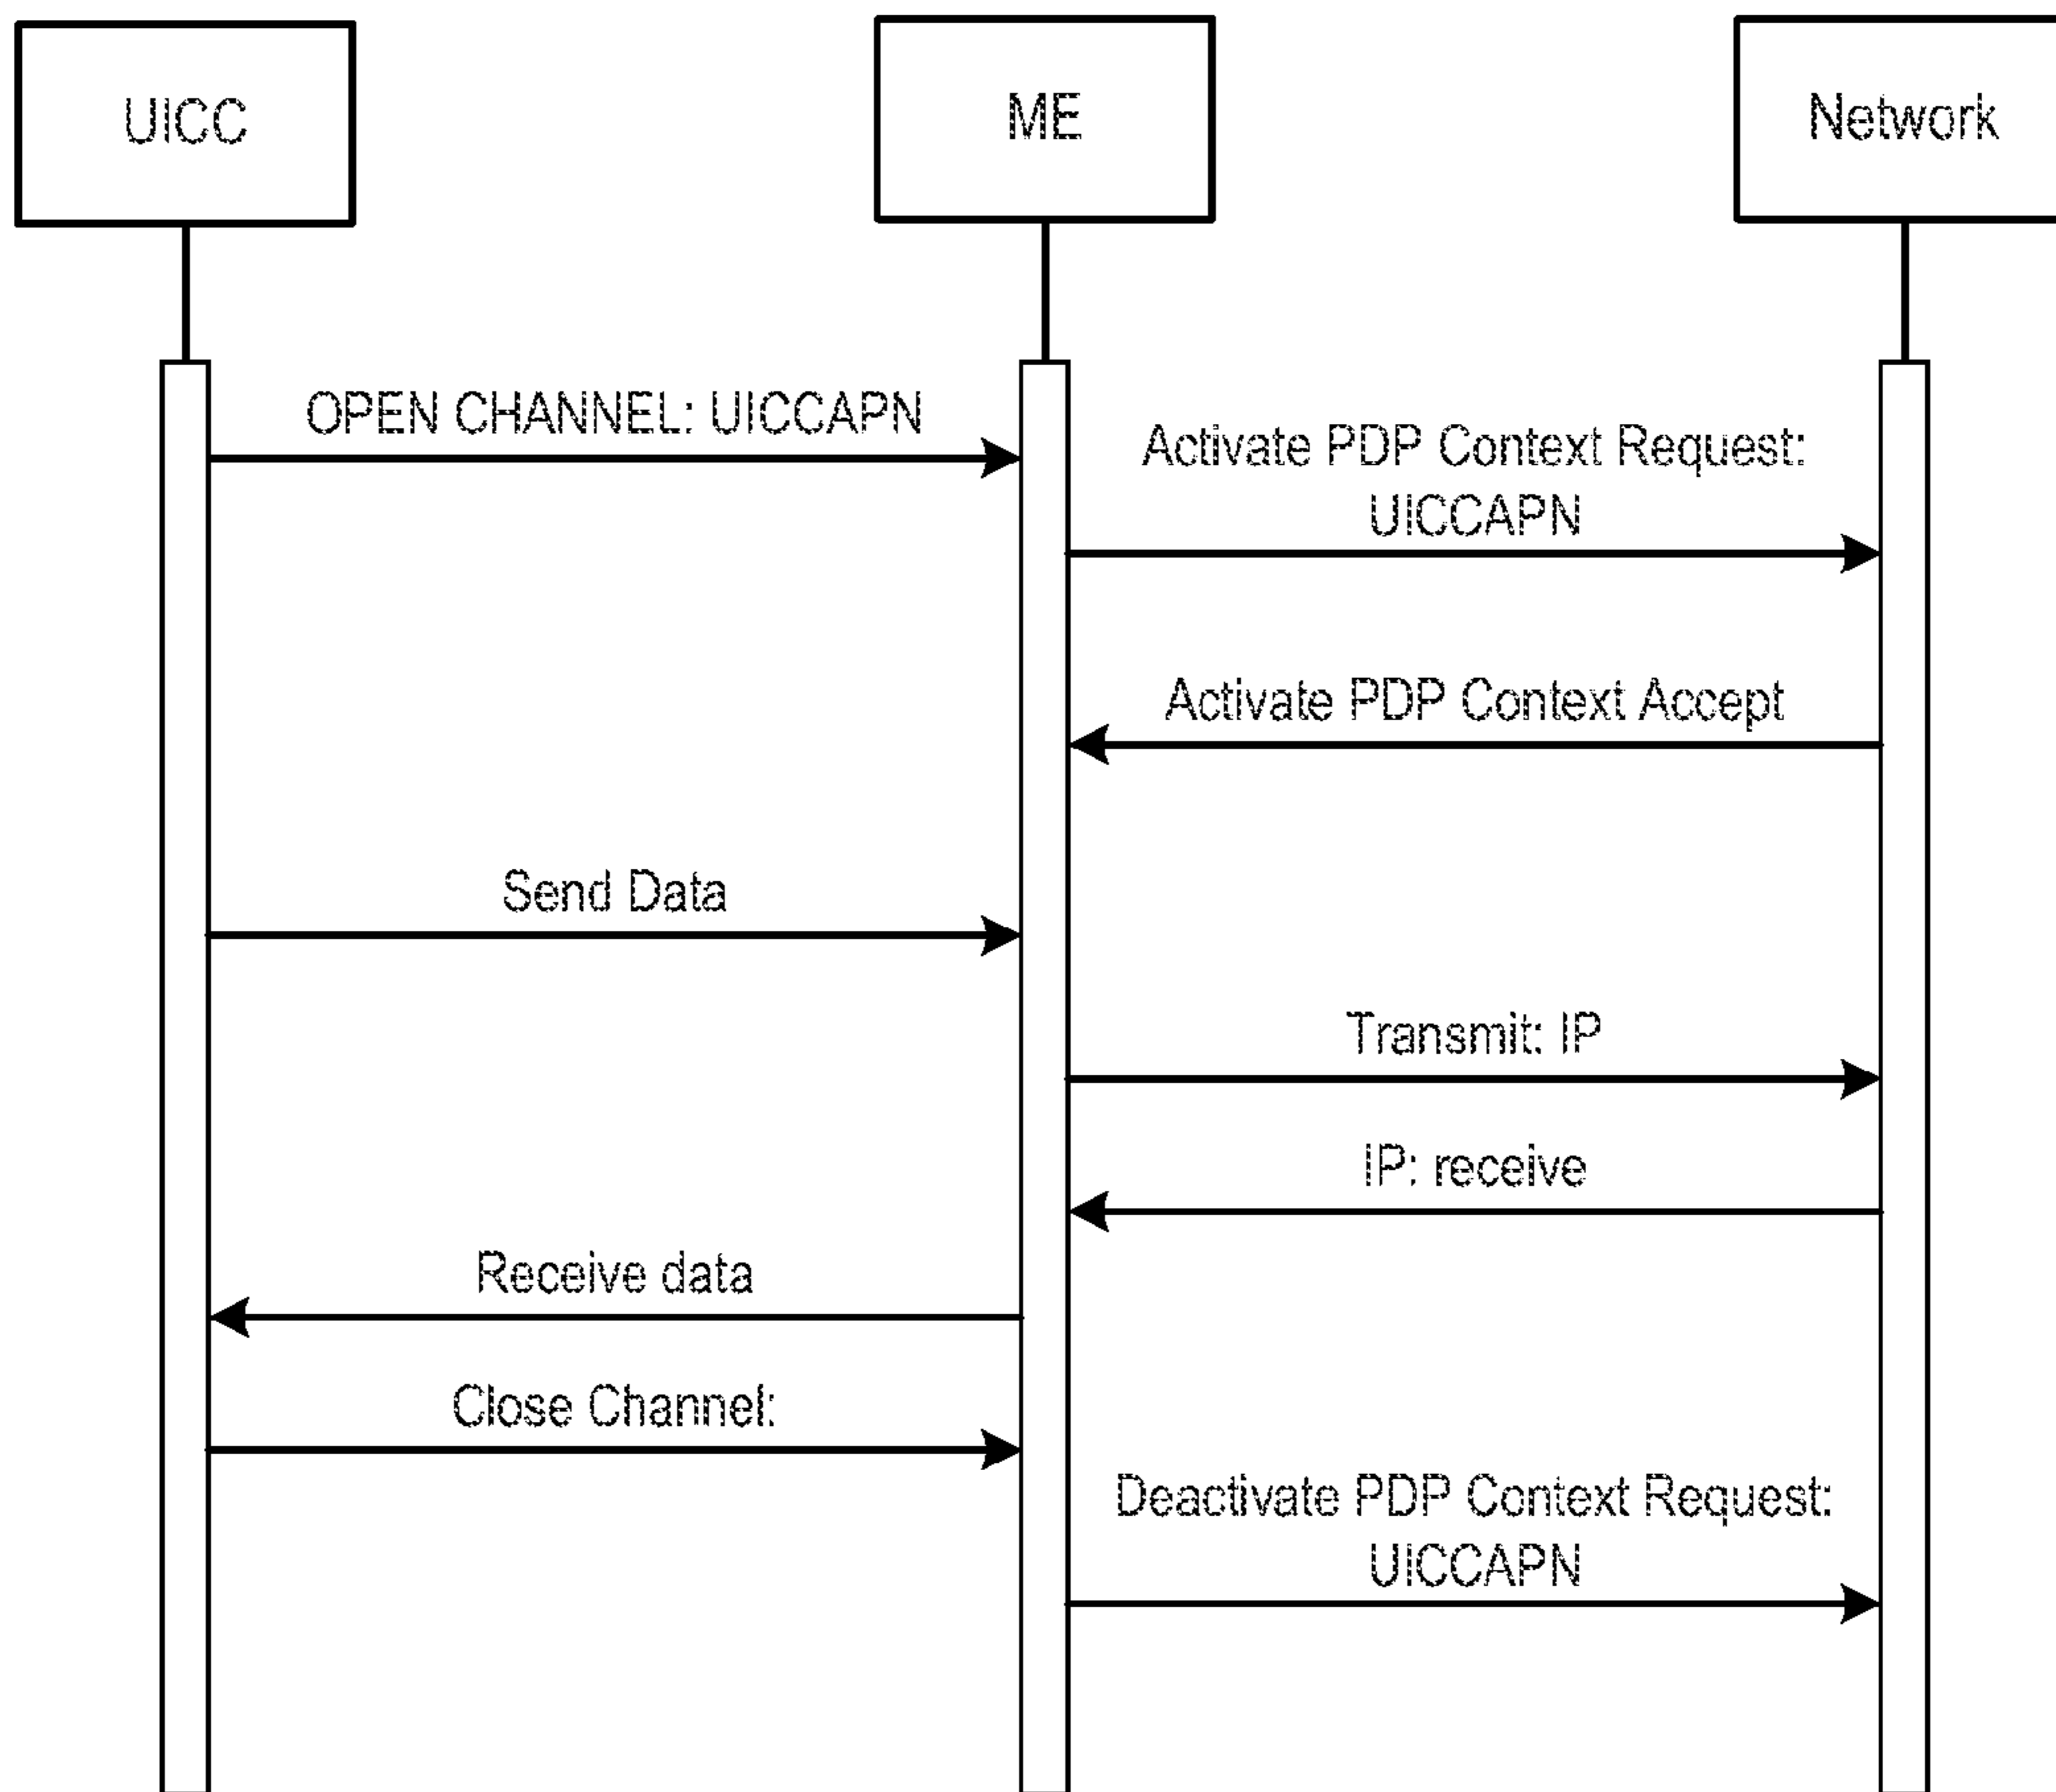 UICC
ME
Network
OPEN CHANNEL: UICCAPN
Activate PDP Context Request:
UICCAPN
Activate PDP Context Accept
Send Data
Transmit: IP
IP: receive
Receive data
Close Channel:
Deactivate PDP Context Request:
UICCAPN